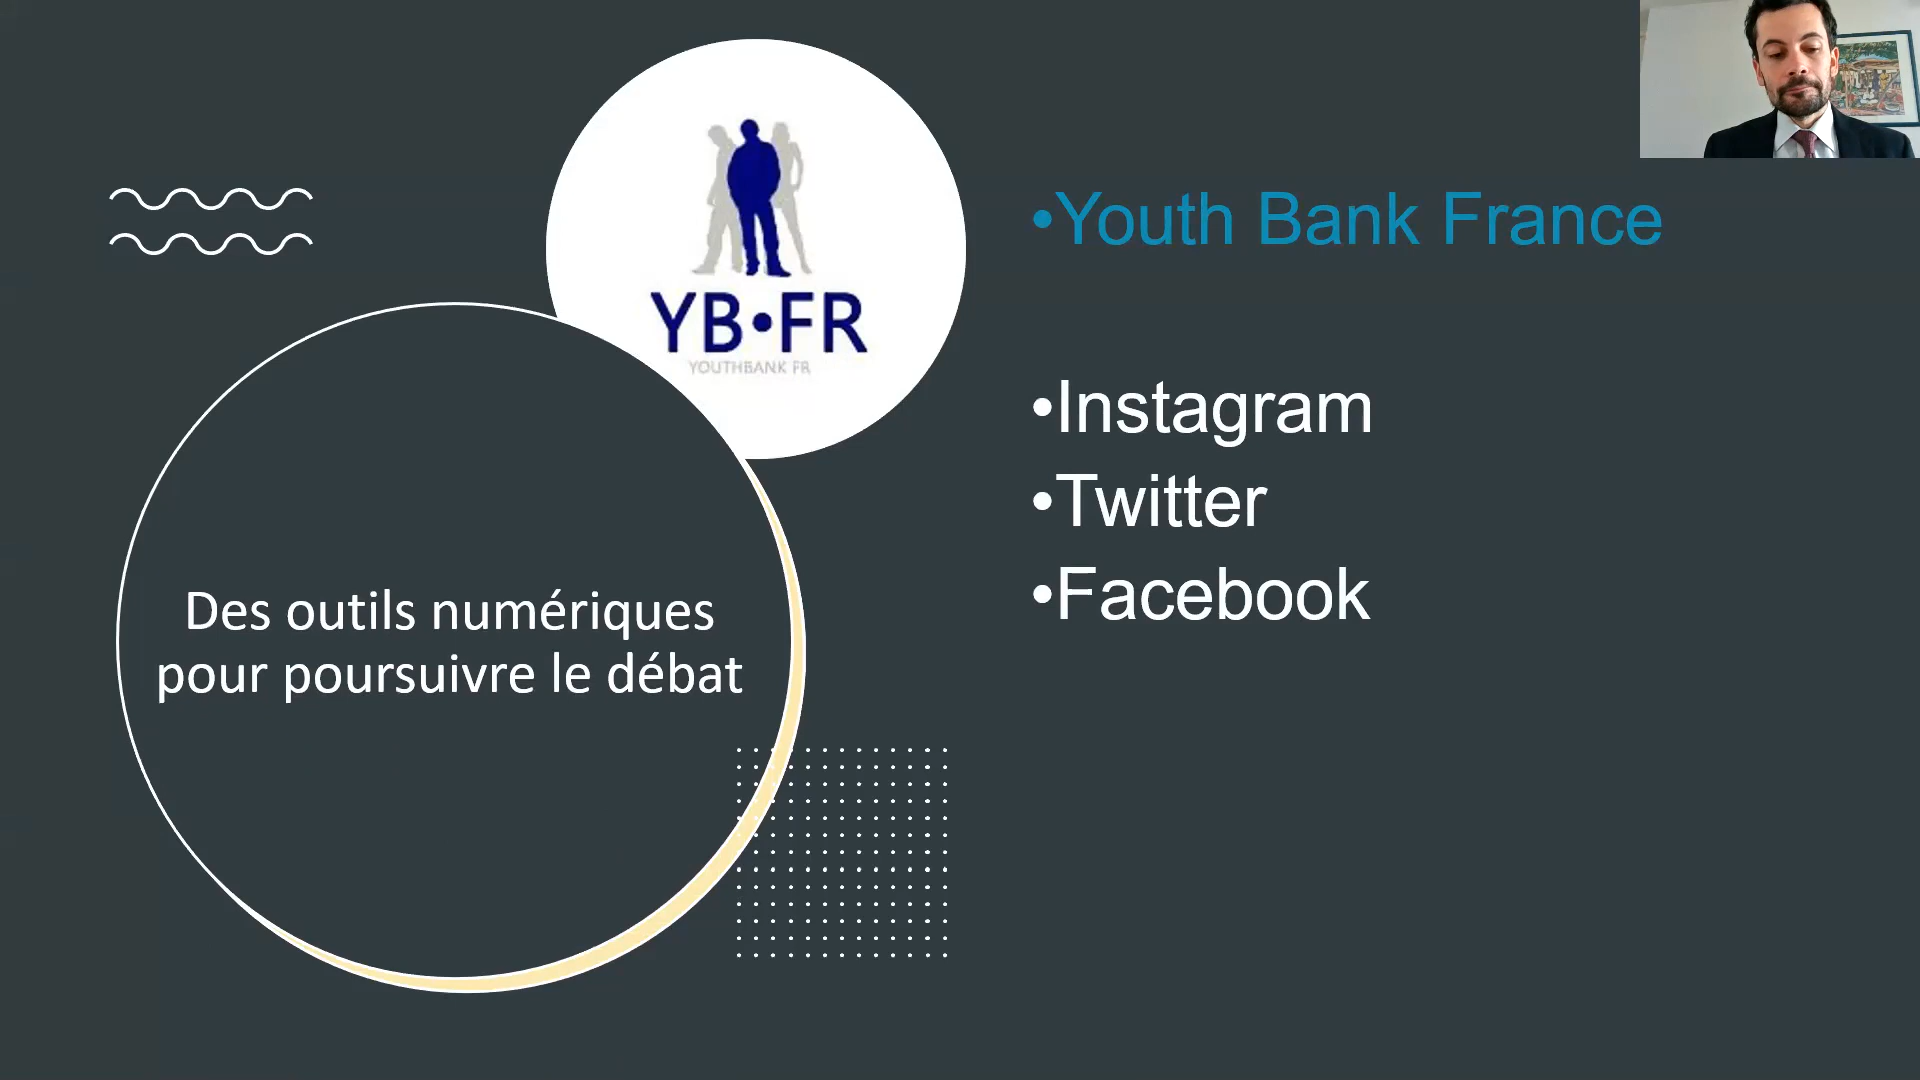 YB•FR
YOUTHBANK FR
Des outils numériques
pour poursuivre le débat
•Youth Bank France
•Instagram
•Twitter
•Facebook